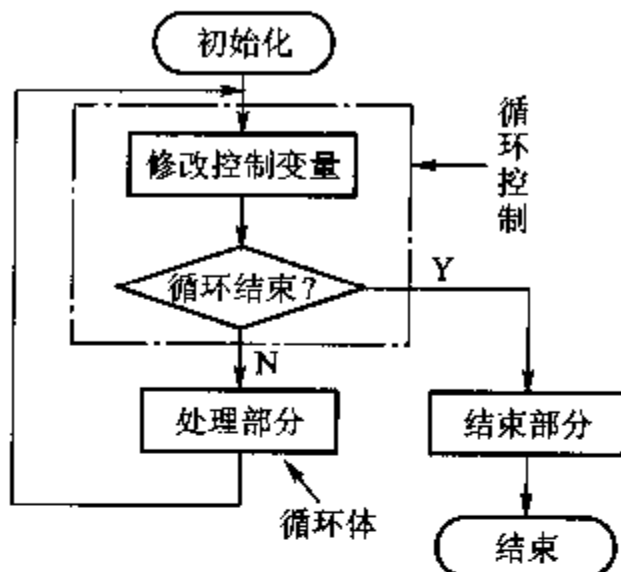 初始化
修改控制变量
循环控制
循环结束?
Y
N
处理部分
结束部分
循环体
结束